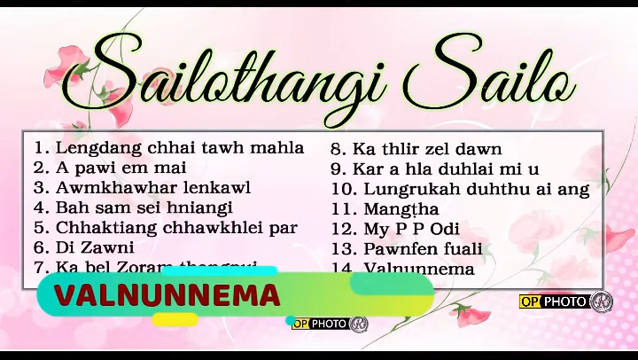 Sailothangi Sailo
1. Lengdang chhai tawh mahla
2. A pawi em mai
3. Awmkhawhar lenkawl
4. Bah sam sei hniangi
5. Chhaktiang chhawkhlei par
6. Di Zawni
7. Ka bel Zoram
8. Ka thlir zel dawn
9. Kar a hla duhlai mi u
10. Lungrukah duhthu ai ang
11. Mangṭha
12. My P P Odi
13. Pawnfen fuali
14. Valnunnema
VALNUNNEMA
OP PHOTO
OP PHOTO